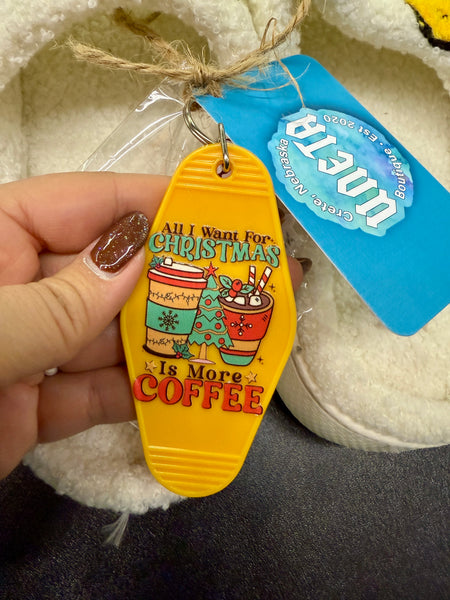 All I Want For
CHRISTMAS
Is More
COFFEE
UNETA
Boutique · Est 2020
Crete, Nebraska